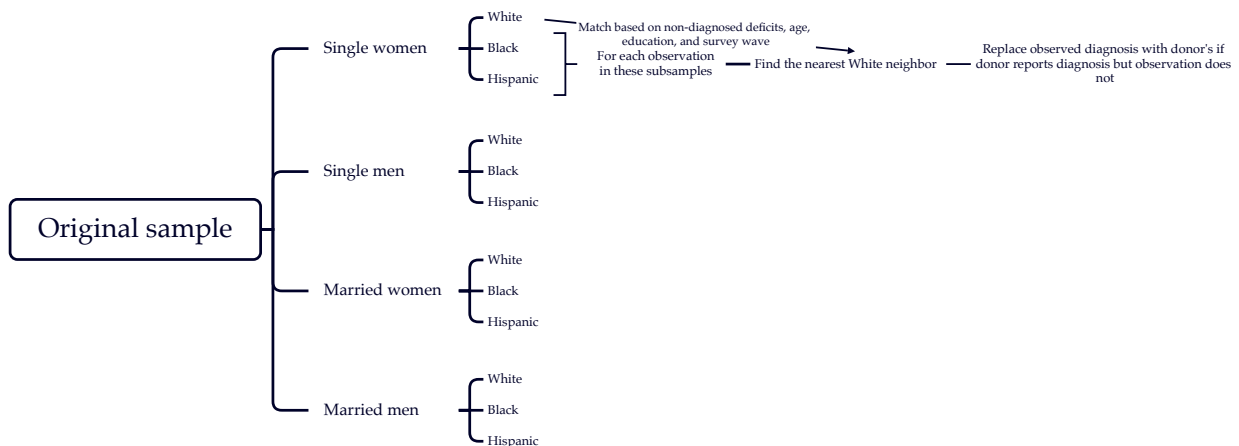 White
Match based on non-diagnosed deficits, age,
education, and survey wave
Single women
Black
For each observation
in these subsamples
Find the nearest White neighbor
Replace observed diagnosis with donor's if
donor reports diagnosis but observation does
not
Hispanic
White
Single men
Black
Hispanic
Original sample
White
Married women
Black
Hispanic
White
Married men
Black
Hispanic